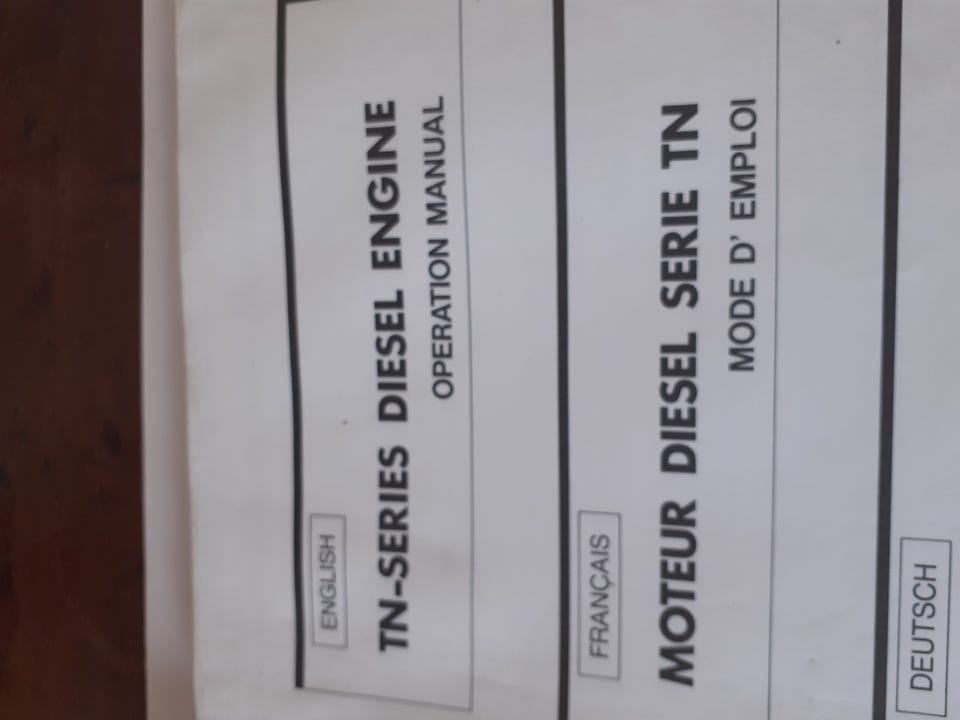 ENGLISH
TN-SERIES DIESEL ENGINE
OPERATION MANUAL
FRANÇAIS
MOTEUR DIESEL SERIE TN
MODE D' EMPLOI
DEUTSCH